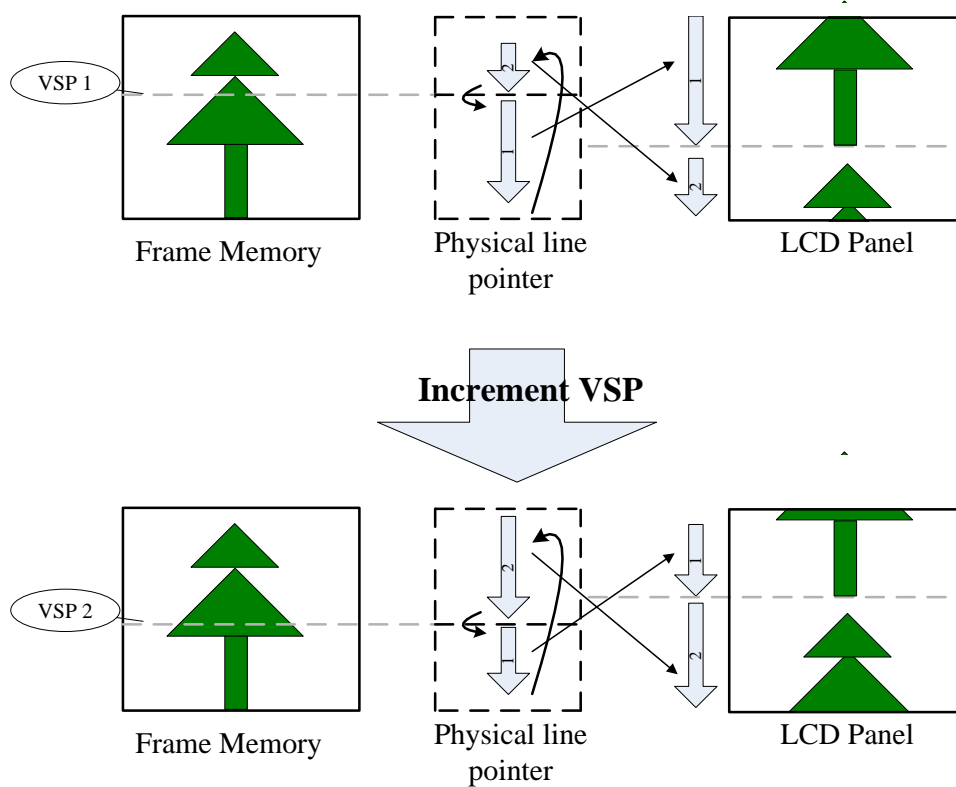 VSP 1
2
1
1
2
Frame Memory
Physical line
pointer
LCD Panel
Increment VSP
VSP 2
2
1
1
2
Frame Memory
Physical line
pointer
LCD Panel